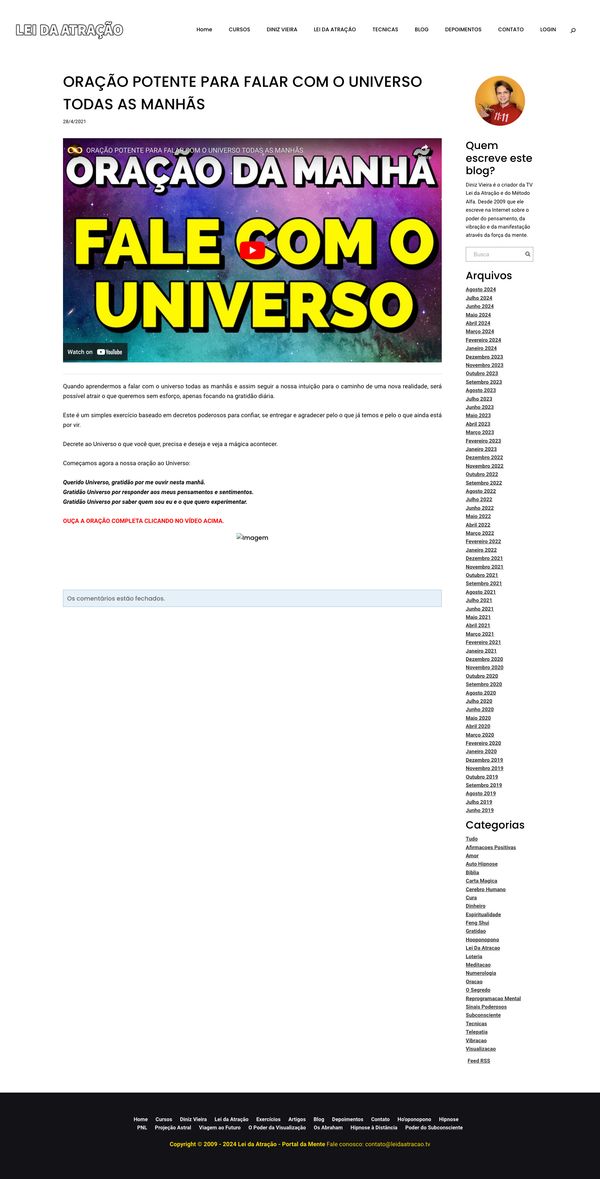 LEI DA ATRAÇÃO
Home CURSOS DINIZ VIEIRA LEI DA ATRAÇÃO TECNICAS BLOG DEPOIMENTOS CONTATO LOGIN
ORAÇÃO POTENTE PARA FALAR COM O UNIVERSO
TODAS AS MANHÃS
28/4/2021
ORAÇÃO POTENTE PARA FALAR COM O UNIVERSO TODAS AS MANHÃS
ORAÇÃO DA MANHÃ
FALE COM O
UNIVERSO
Watch on YouTube
Quando aprendermos a falar com o universo todas as manhãs e assim seguir a nossa intuição para o caminho de uma nova realidade, será
possível atrair o que queremos sem esforço, apenas focando na gratidão diária.
Este é um simples exercício baseado em decretos poderosos para confiar, se entregar e agradecer pelo o que já temos e pelo o que ainda está
por vir.
Decrete ao Universo o que você quer, precisa e deseja e veja a mágica acontecer.
Começamos agora a nossa oração ao Universo:
Querido Universo, gratidão por me ouvir nesta manhã.
Gratidão Universo por responder aos meus pensamentos e sentimentos.
Gratidão Universo por saber quem sou eu e o que quero experimentar.
OUÇA A ORAÇÃO COMPLETA CLICANDO NO VÍDEO ACIMA.
Imagem
Os comentários estão fechados.
11:11
Quem
escreve este
blog?
Diniz Vieira é o criador da TV
Lei da Atração e do Método
Alfa. Desde 2009 que ele
escreve na Internet sobre o
poder do pensamento, da
vibração e da manifestação
através da força da mente.
Busca
Arquivos
Agosto 2024
Julho 2024
Junho 2024
Maio 2024
Abril 2024
Março 2024
Fevereiro 2024
Janeiro 2024
Dezembro 2023
Novembro 2023
Outubro 2023
Setembro 2023
Agosto 2023
Julho 2023
Junho 2023
Maio 2023
Abril 2023
Março 2023
Fevereiro 2023
Janeiro 2023
Dezembro 2022
Novembro 2022
Outubro 2022
Setembro 2022
Agosto 2022
Julho 2022
Junho 2022
Maio 2022
Abril 2022
Março 2022
Fevereiro 2022
Janeiro 2022
Dezembro 2021
Novembro 2021
Outubro 2021
Setembro 2021
Agosto 2021
Julho 2021
Junho 2021
Maio 2021
Abril 2021
Março 2021
Fevereiro 2021
Janeiro 2021
Dezembro 2020
Novembro 2020
Outubro 2020
Setembro 2020
Agosto 2020
Julho 2020
Junho 2020
Maio 2020
Abril 2020
Março 2020
Fevereiro 2020
Janeiro 2020
Dezembro 2019
Novembro 2019
Outubro 2019
Setembro 2019
Agosto 2019
Julho 2019
Junho 2019
Categorias
Tudo
Afirmacoes Positivas
Amor
Auto Hipnose
Biblia
Carta Magica
Cerebro Humano
Cura
Dinheiro
Espiritualidade
Feng Shui
Gratidao
Hooponopono
Lei Da Atracao
Loteria
Meditacao
Numerologia
Oracao
O Segredo
Reprogramacao Mental
Sinais Poderosos
Subconsciente
Tecnicas
Telepatia
Vibracao
Visualizacao
Feed RSS
Home Cursos Diniz Vieira Lei da Atração Exercícios Artigos Blog Depoimentos Contato Ho'oponopono Hipnose
PNL Projeção Astral Viagem ao Futuro O Poder da Visualização Os Abraham Hipnose à Distância Poder do Subconsciente
Copyright © 2009 - 2024 Lei da Atração - Portal da Mente Fale conosco: contato@leidaatracao.tv